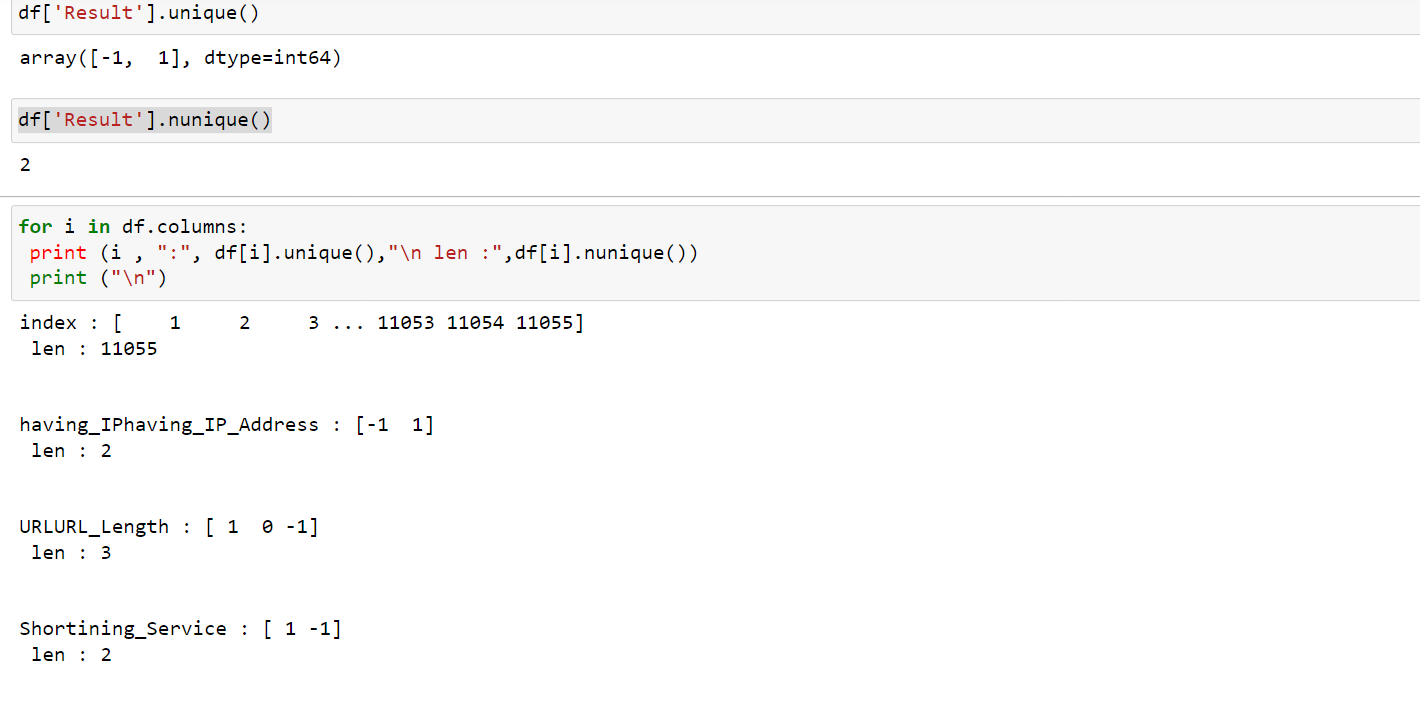 df['Result'].unique()
array([-1,  1], dtype=int64)
df['Result'].nunique()
2
for i in df.columns:
 print (i , ":", df[i].unique(),"\n len :",df[i].nunique())
 print ("\n")
index : [    1     2     3 ... 11053 11054 11055]
 len : 11055
having_IPhaving_IP_Address : [-1  1]
 len : 2
URLURL_Length : [ 1  0 -1]
 len : 3
Shortining_Service : [ 1 -1]
 len : 2